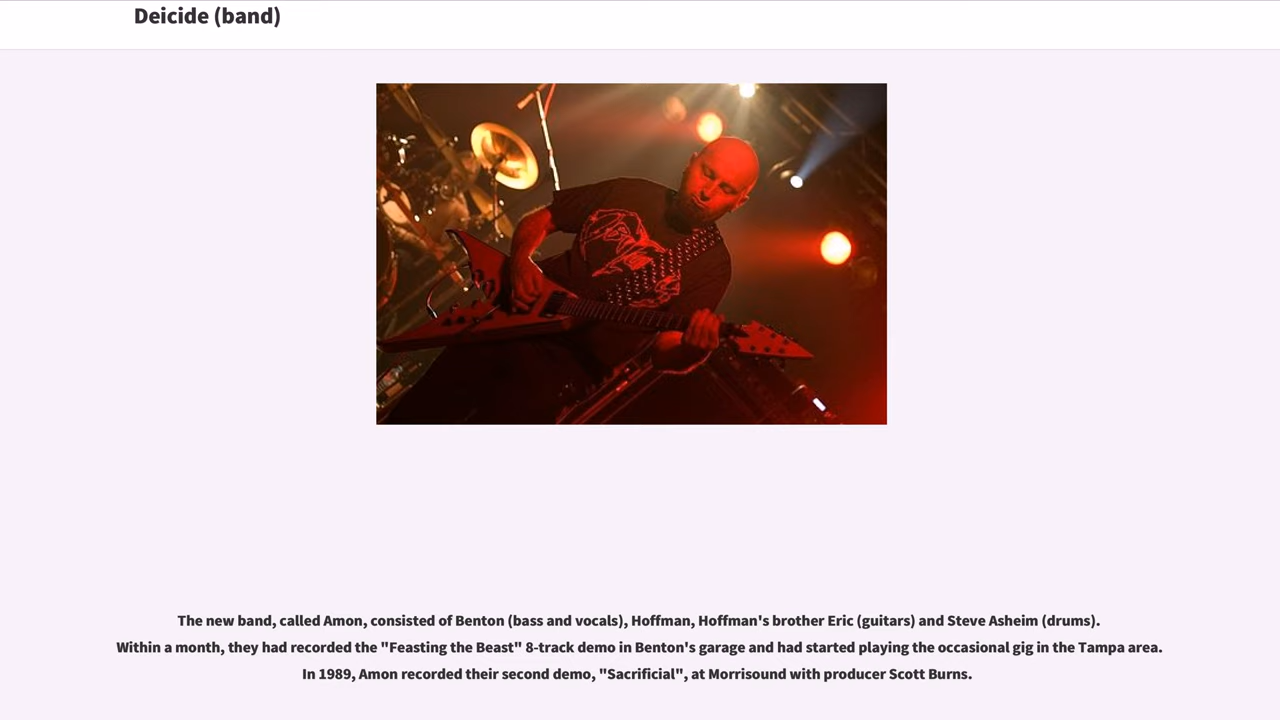 Deicide (band)
The new band, called Amon, consisted of Benton (bass and vocals), Hoffman, Hoffman's brother Eric (guitars) and Steve Asheim (drums).
Within a month, they had recorded the "Feasting the Beast" 8-track demo in Benton's garage and had started playing the occasional gig in the Tampa area.
In 1989, Amon recorded their second demo, "Sacrificial", at Morrisound with producer Scott Burns.